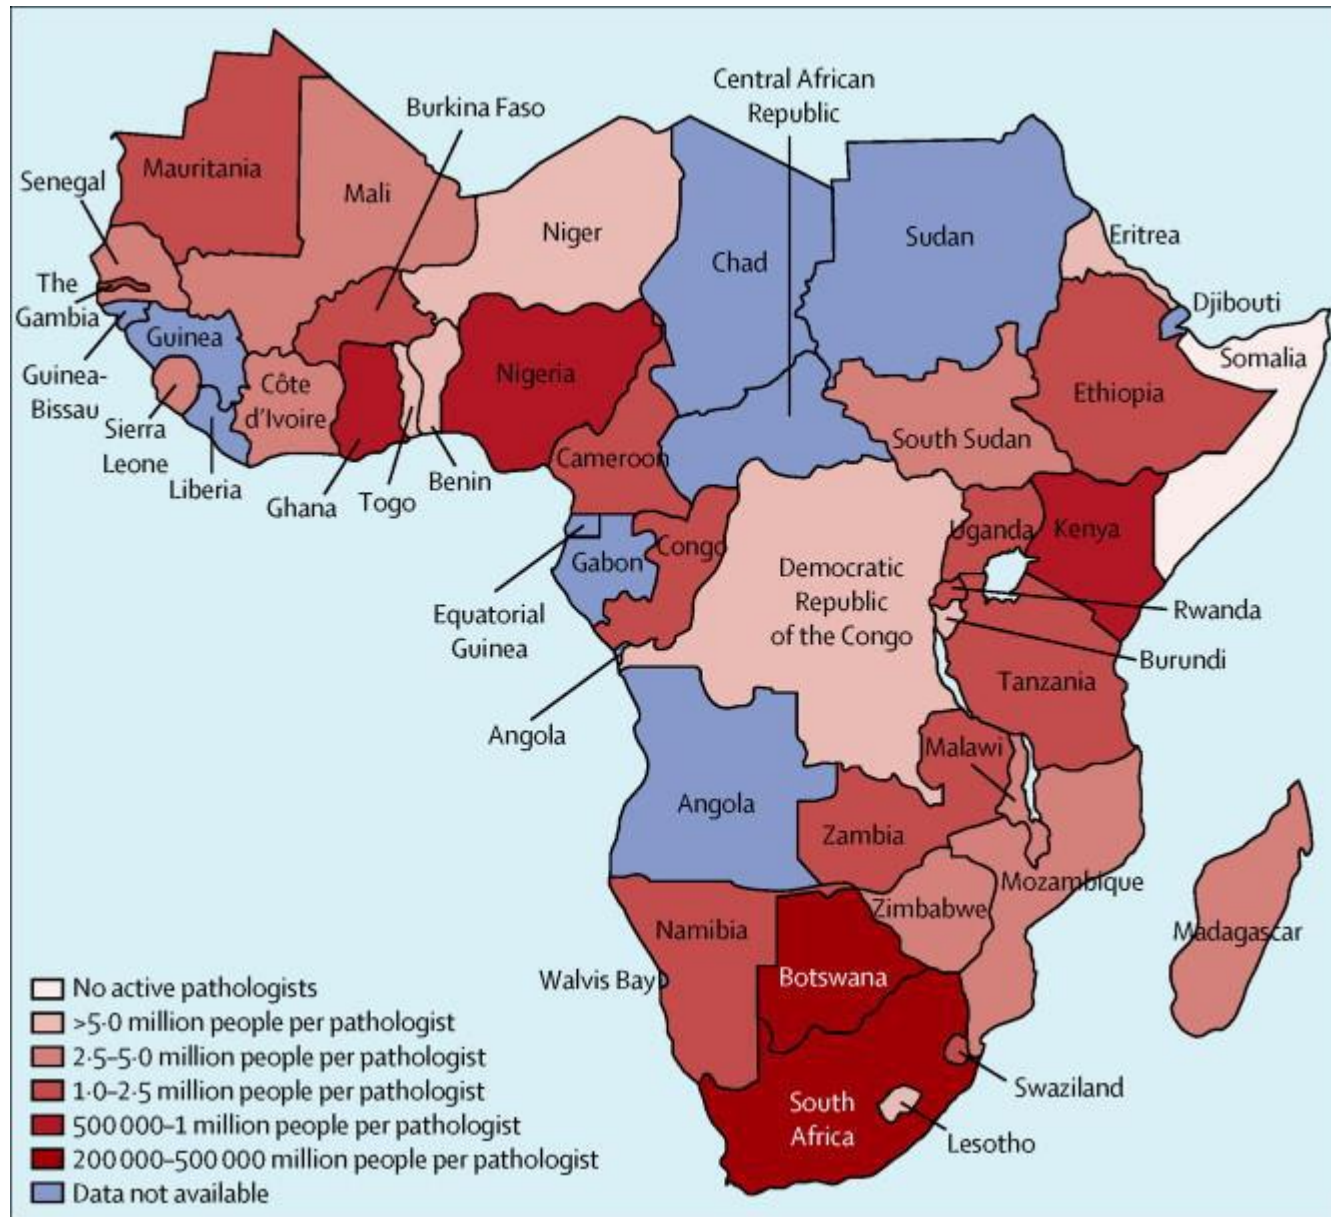 Central African
Republic
Burkina Faso
Mauritania
Senegal
Mali
Niger
Eritrea
Sudan
Chad
The
Gambia
Djibouti
Guinea
Somalia
Guinea-
Bissau
Nigeria
Côte
d'Ivoire
Ethiopia
Sierra
Leone
South Sudan
Cameroon
Liberia
Benin
Ghana
Togo
Uganda
Kenya
Congo
Gabon
Democratic
Republic
of the Congo
Equatorial
Guinea
Rwanda
Burundi
Tanzania
Angola
Malawi
Angola
Zambia
Mozambique
Zimbabwe
Namibia
Madagascar
Walvis Bay
Botswana
No active pathologists
>5·0 million people per pathologist
2·5–5·0 million people per pathologist
1·0–2·5 million people per pathologist
500 000–1 million people per pathologist
200 000–500 000 million people per pathologist
Data not available
Swaziland
South
Africa
Lesotho